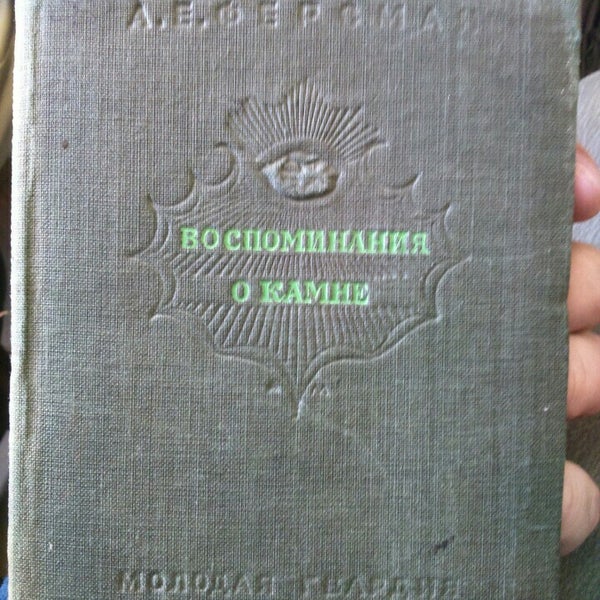 А.Е.ФЕРСМАН
ВОСПОМИНАНИЯ
О КАМНЕ
МОЛОДАЯ ГВАРДИЯ